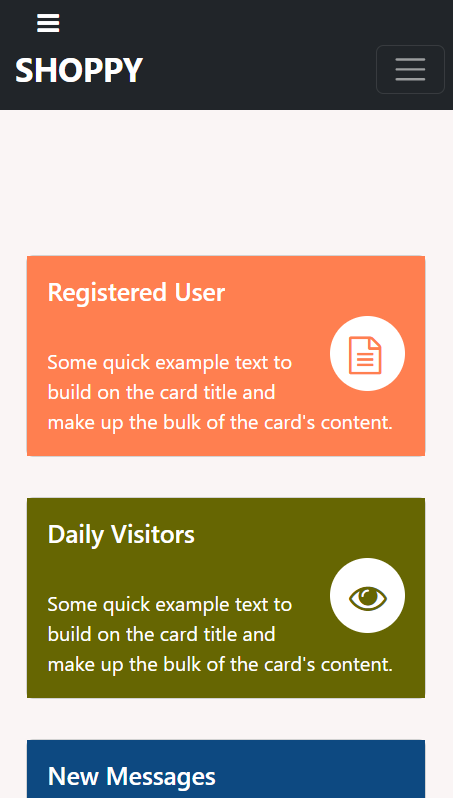 SHOPPY
Registered User
Some quick example text to
build on the card title and
make up the bulk of the card's content.
Daily Visitors
Some quick example text to
build on the card title and
make up the bulk of the card's content.
New Messages